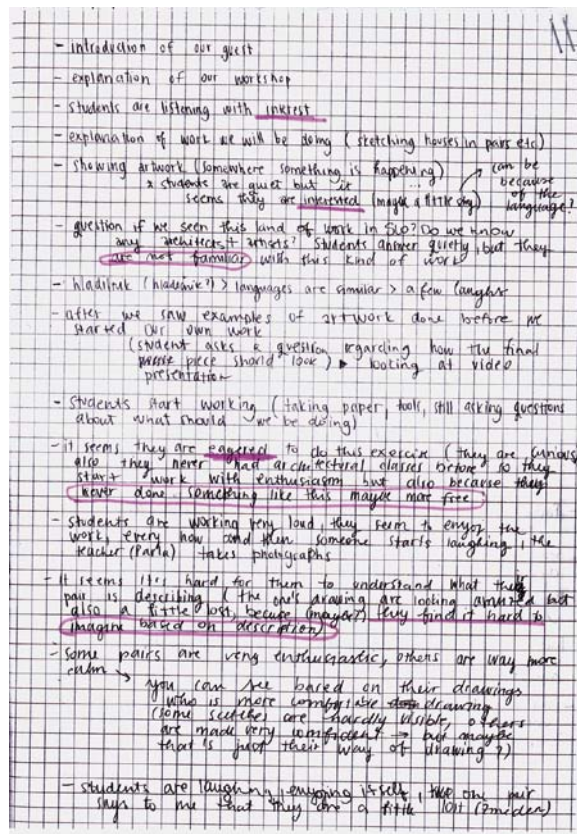 11
- introduction of our guest
- explanation of our workshop
- students are listening with interest
- explanation of work we will be doing (sketching houses in pairs etc)
- showing artwork (somewhere something is happening)
can be because of the language?
* students are quiet but it ...
seems they are interested (maybe a little shy)
- question if we seen this kind of work in SLO? Do we know
any architects + artists? Students answer quietly, but they
are not familiar with this kind of work
- hladilnik (hladnik?) > languages are similar > a few laughs
- after we saw examples of artwork done before we
started our own work
(student asks a question regarding how the final
piece should look) ▸ looking at video
presentation
- students start working (taking paper, tools, still asking questions
about what should we be doing)
- it seems they are eagered to do this exercise (they are curious
also they never had architectural classes before so they
start work with enthusiasm but also because they
never done something like this maybe more free
- students are working very loud, they seem to enjoy the
work, every now and then someone starts laughing, the
teacher (Parla) takes photographs
- It seems it's hard for them to understand what their
pair is describing (the one's drawing are looking amused but
also a little lost, becuse (maybe?) they find it hard to
imagine based on description)
- some pairs are very enthusiastic, others are way more
calm → you can see based on their drawings
who is more comfortable drawing
(some scetches are hardly visible, others
are made very confident → but maybe
that's just their way of drawing?)
- students are laughing, enjoying itself, one pair
says to me that they are a little lost